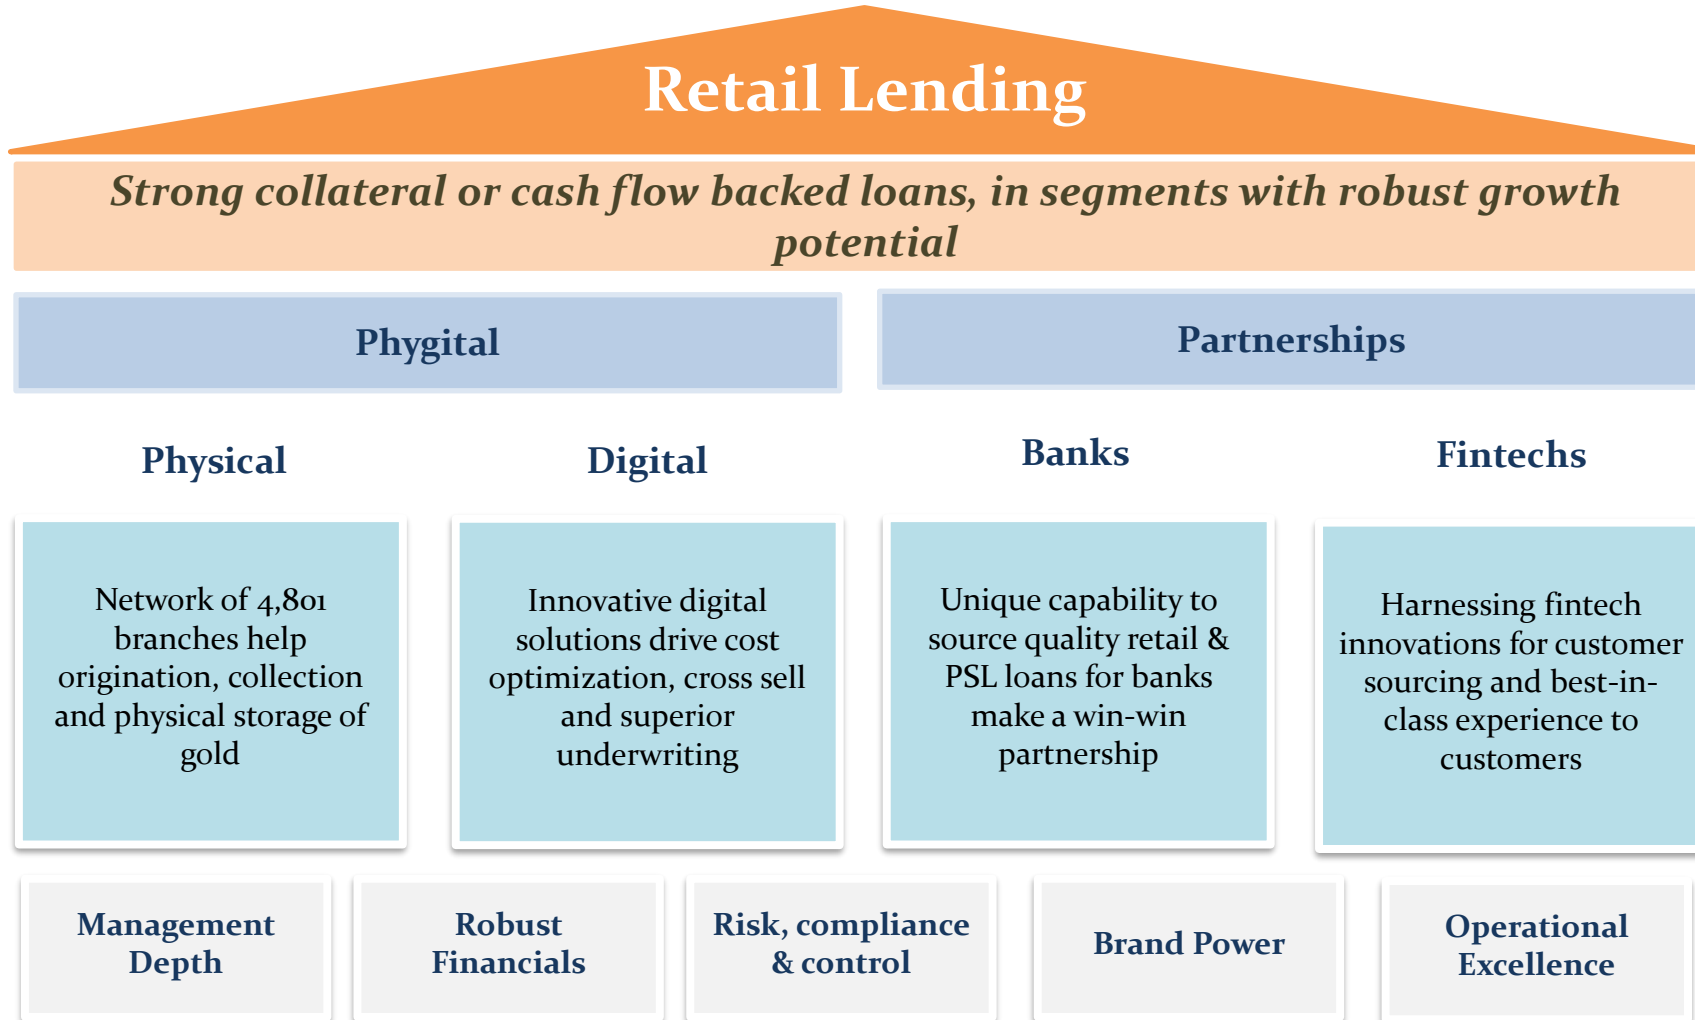 Retail Lending
Strong collateral or cash flow backed loans, in segments with robust growth
potential
Phygital
Partnerships
Physical
Digital
Banks
Fintechs
Network of 4,801
branches help
origination, collection
and physical storage of
gold
Innovative digital
solutions drive cost
optimization, cross sell
and superior
underwriting
Unique capability to
source quality retail &
PSL loans for banks
make a win-win
partnership
Harnessing fintech
innovations for customer
sourcing and best-in-
class experience to
customers
Management
Depth
Robust
Financials
Risk, compliance
& control
Brand Power
Operational
Excellence